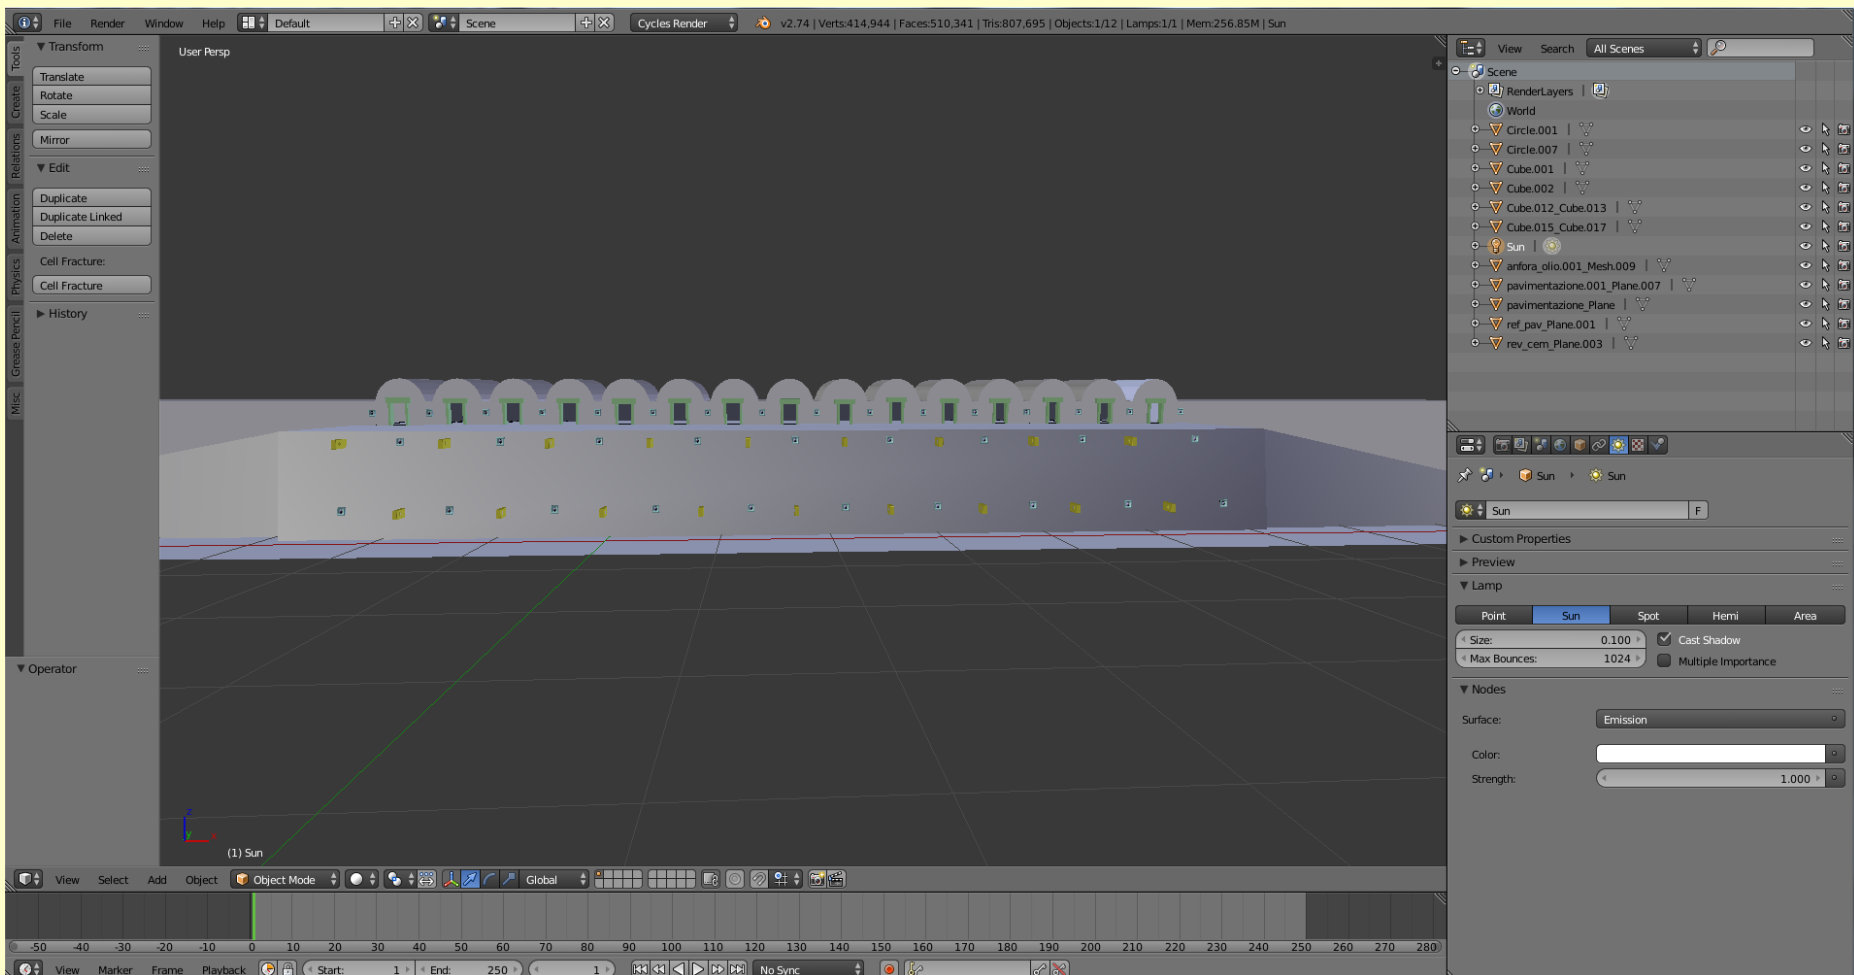 File Render Window Help Default Scene Cycles Render v2.74 | Verts:414,944 | Faces:510,341 | Tris:807,695 | Objects:1/12 | Lamps:1/1 | Mem:256.85M | Sun
Tools
Create
Relations
Animation
Physics
Grease Pencil
Misc
Transform
Translate
Rotate
Scale
Mirror
Edit
Duplicate
Duplicate Linked
Delete
Cell Fracture:
Cell Fracture
History
Operator
User Persp
z
y
x
(1) Sun
View Search All Scenes
Scene
RenderLayers |
World
Circle.001 |
Circle.007 |
Cube.001 |
Cube.002 |
Cube.012_Cube.013 |
Cube.015_Cube.017 |
Sun |
anfora_olio.001_Mesh.009 |
pavimentazione.001_Plane.007 |
pavimentazione_Plane |
ref_pav_Plane.001 |
rev_cem_Plane.003 |
Sun Sun
Sun F
Custom Properties
Preview
Lamp
Point Sun Spot Hemi Area
Size: 0.100 Cast Shadow
Max Bounces: 1024 Multiple Importance
Nodes
Surface: Emission
Color:
Strength: 1.000
View Select Add Object Object Mode Global
-50 -40 -30 -20 -10 0 10 20 30 40 50 60 70 80 90 100 110 120 130 140 150 160 170 180 190 200 210 220 230 240 250 260 270 280
View Marker Frame Playback Start: 1 End: 250 1 No Sync